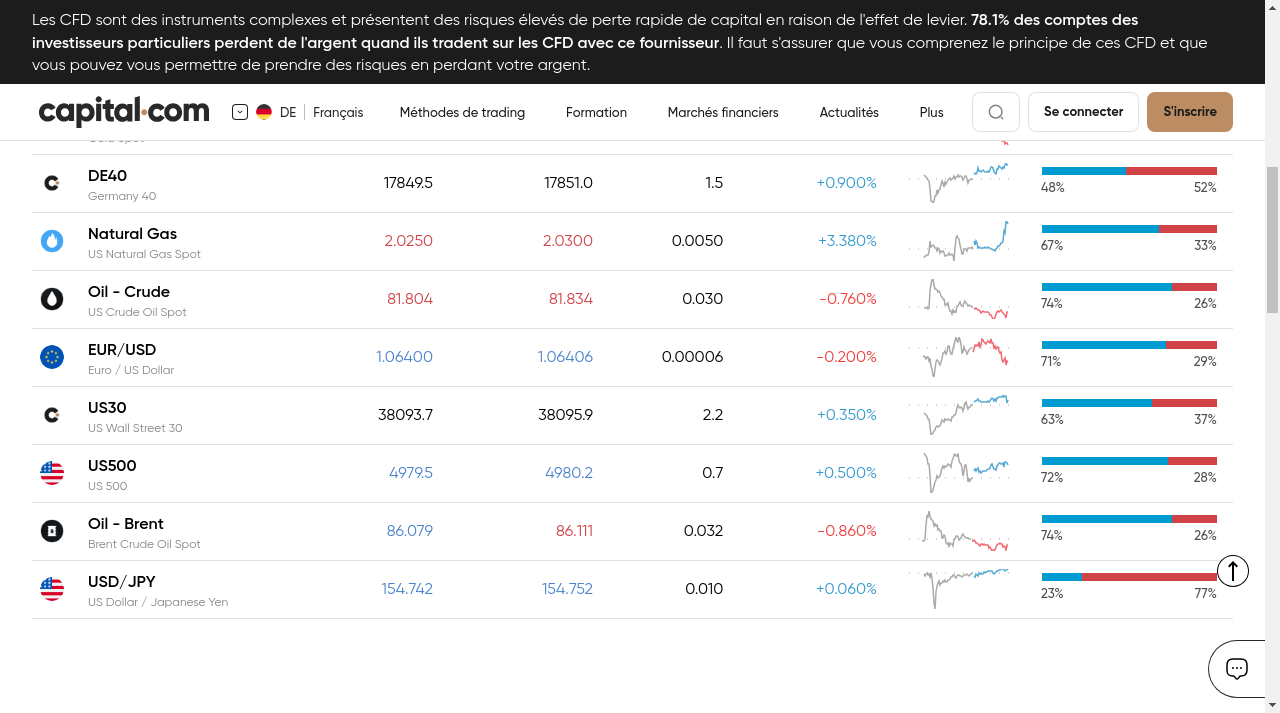 Les CFD sont des instruments complexes et présentent des risques élevés de perte rapide de capital en raison de l'effet de levier. 78.1% des comptes des
investisseurs particuliers perdent de l'argent quand ils tradent sur les CFD avec ce fournisseur. Il faut s'assurer que vous comprenez le principe de ces CFD et que
vous pouvez vous permettre de prendre des risques en perdant votre argent.
capital.com DE Français Méthodes de trading Formation Marchés financiers Actualités Plus Se connecter S'inscrire
DE40 17849.5 17851.0 1.5 +0.900%
Germany 40 48% 52%
Natural Gas 2.0250 2.0300 0.0050 +3.380%
US Natural Gas Spot 67% 33%
Oil - Crude 81.804 81.834 0.030 -0.760%
US Crude Oil Spot 74% 26%
EUR/USD 1.06400 1.06406 0.00006 -0.200%
Euro / US Dollar 71% 29%
US30 38093.7 38095.9 2.2 +0.350%
US Wall Street 30 63% 37%
US500 4979.5 4980.2 0.7 +0.500%
US 500 72% 28%
Oil - Brent 86.079 86.111 0.032 -0.860%
Brent Crude Oil Spot 74% 26%
USD/JPY 154.742 154.752 0.010 +0.060%
US Dollar / Japanese Yen 23% 77%